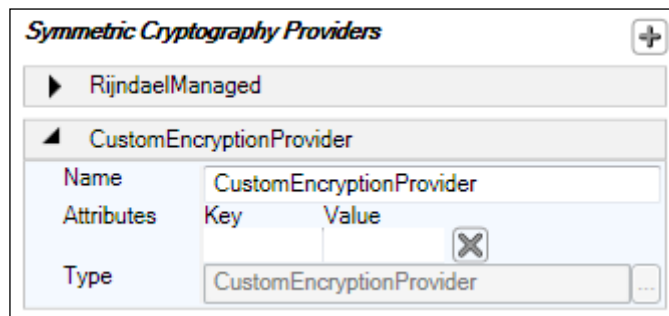 Symmetric Cryptography Providers
RijndaelManaged
CustomEncryptionProvider
Name CustomEncryptionProvider
Attributes Key Value
Type CustomEncryptionProvider ...